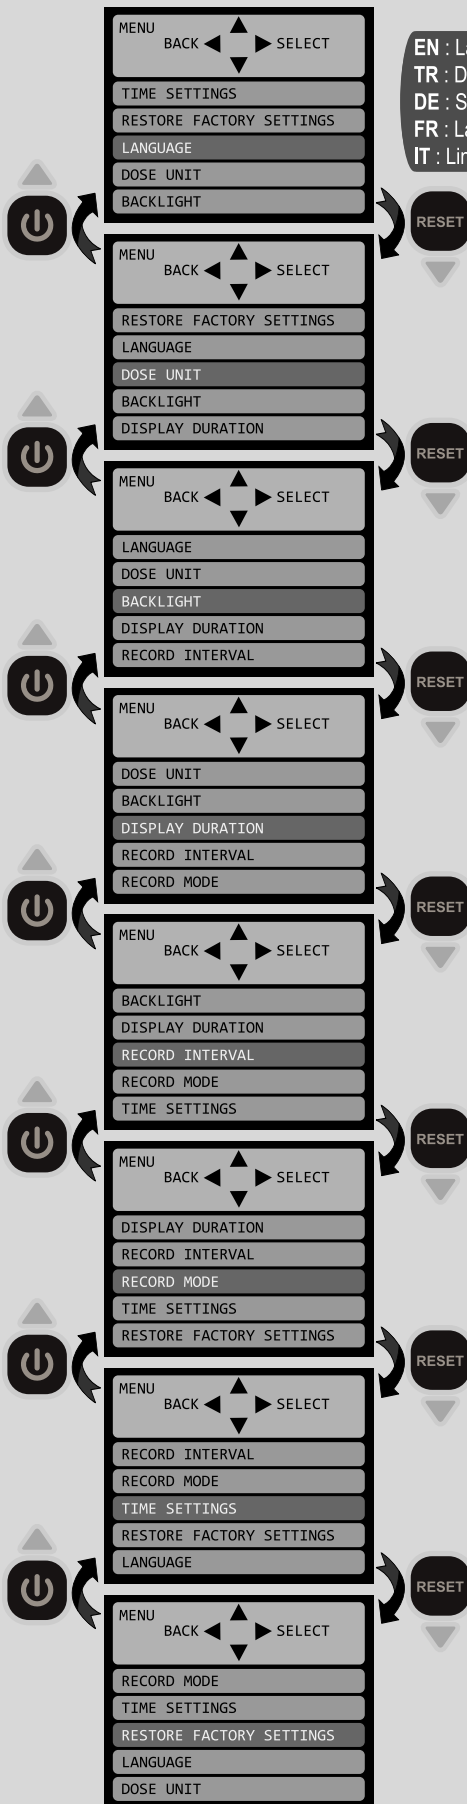 MENU
BACK SELECT
TIME SETTINGS
RESTORE FACTORY SETTINGS
LANGUAGE
DOSE UNIT
BACKLIGHT
EN :
TR :
DE :
FR :
IT :
RESET
MENU
BACK SELECT
RESTORE FACTORY SETTINGS
LANGUAGE
DOSE UNIT
BACKLIGHT
DISPLAY DURATION
RESET
MENU
BACK SELECT
LANGUAGE
DOSE UNIT
BACKLIGHT
DISPLAY DURATION
RECORD INTERVAL
RESET
MENU
BACK SELECT
DOSE UNIT
BACKLIGHT
DISPLAY DURATION
RECORD INTERVAL
RECORD MODE
RESET
MENU
BACK SELECT
BACKLIGHT
DISPLAY DURATION
RECORD INTERVAL
RECORD MODE
TIME SETTINGS
RESET
MENU
BACK SELECT
DISPLAY DURATION
RECORD INTERVAL
RECORD MODE
TIME SETTINGS
RESTORE FACTORY SETTINGS
RESET
MENU
BACK SELECT
RECORD INTERVAL
RECORD MODE
TIME SETTINGS
RESTORE FACTORY SETTINGS
LANGUAGE
RESET
MENU
BACK SELECT
RECORD MODE
TIME SETTINGS
RESTORE FACTORY SETTINGS
LANGUAGE
DOSE UNIT